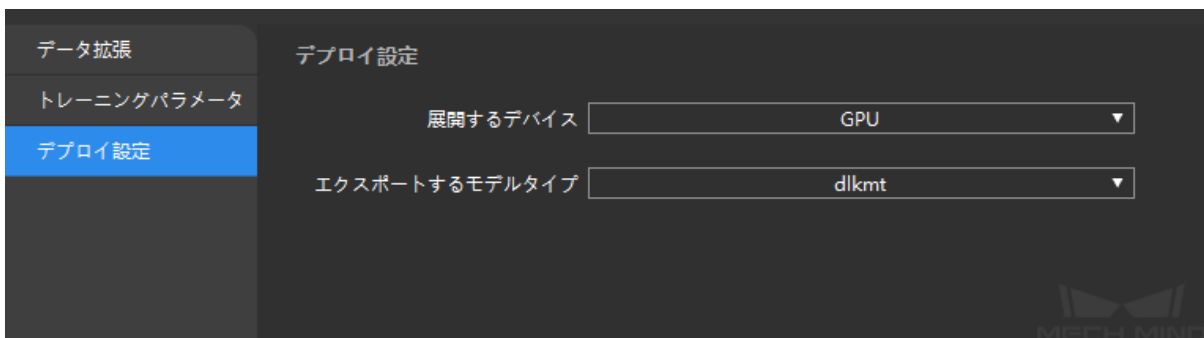 データ拡張
トレーニングパラメータ
デプロイ設定
デプロイ設定
展開するデバイス GPU
エクスポートするモデルタイプ dlkmt
MECH MIND